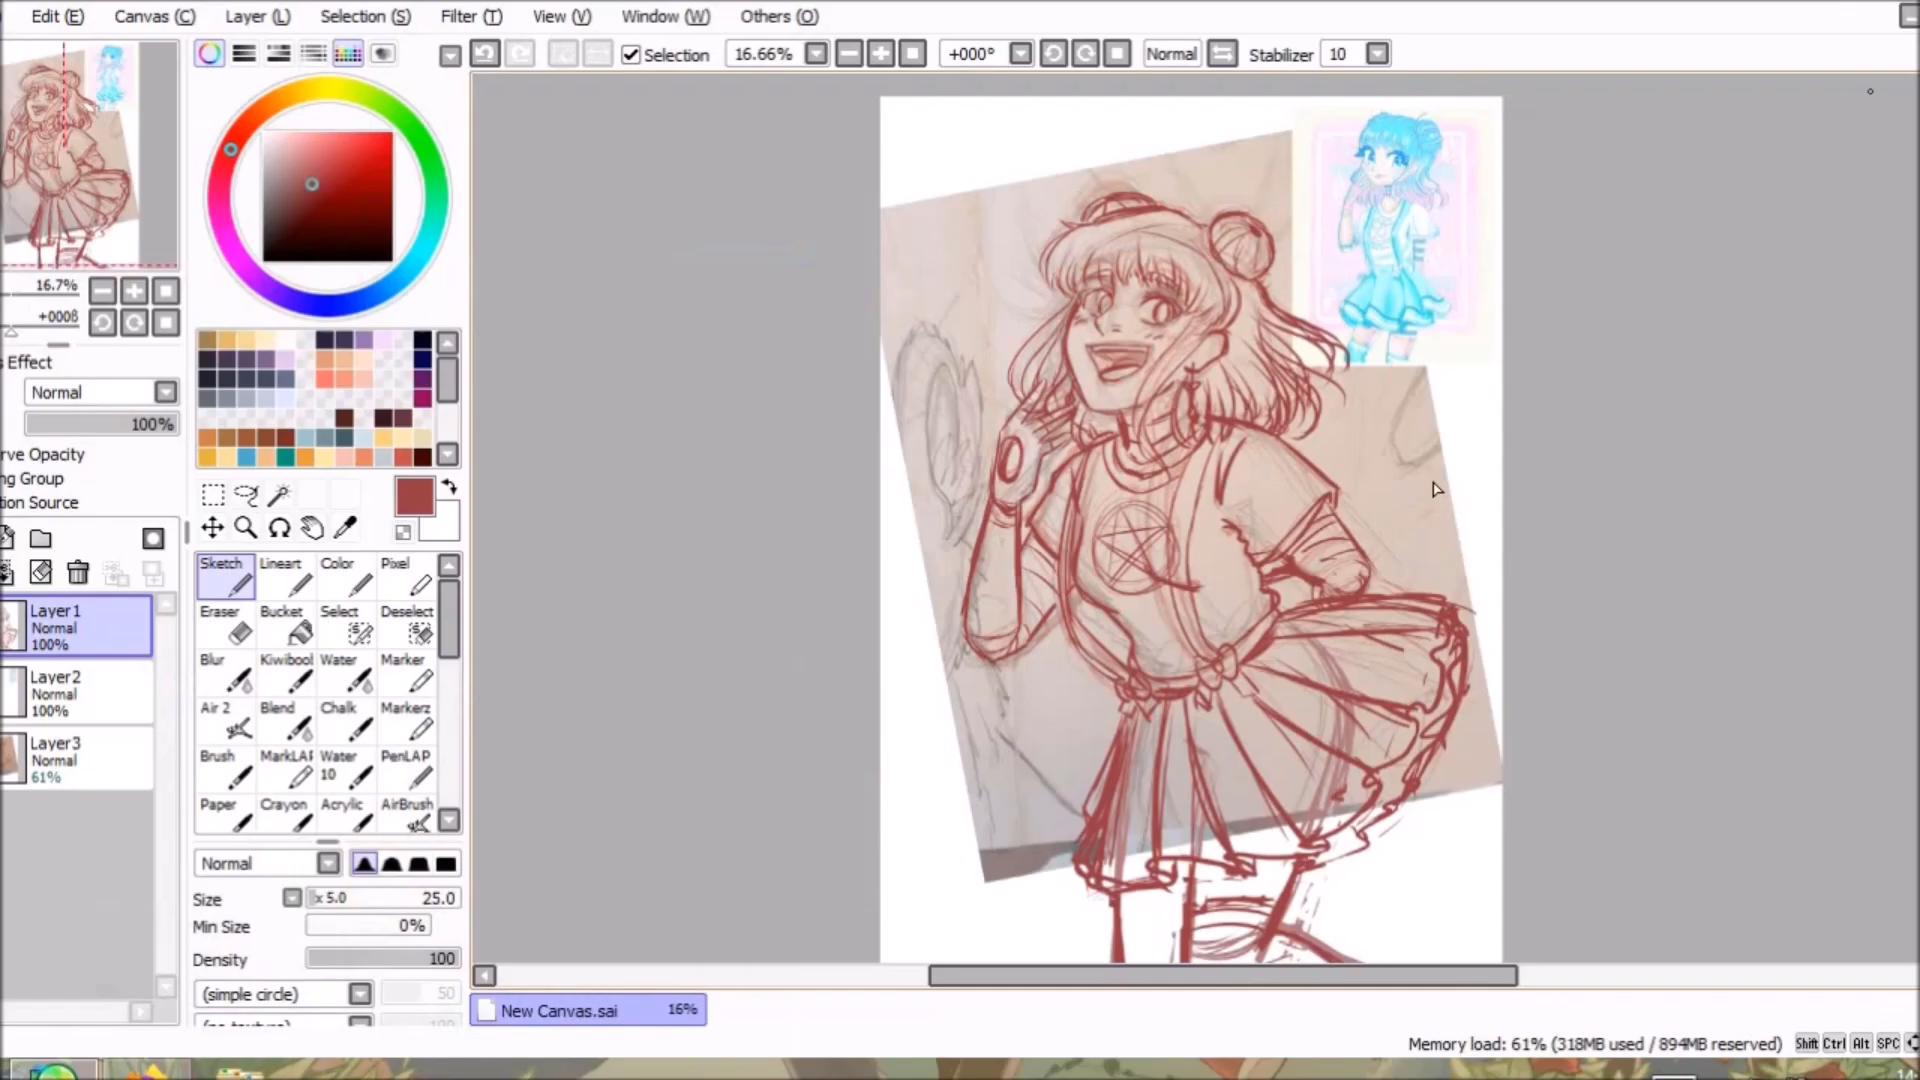 Edit (E) Canvas (C) Layer (L) Selection (S) Filter (T) View (V) Window (W) Others (O)
Selection 16.66% +000° Normal Stabilizer 10
16.7%
+000ß
Effect
Normal
100%
rve Opacity
ng Group
ion Source
Layer1
Normal
100%
Layer2
Normal
100%
Layer3
Normal
61%
Sketch Lineart Color Pixel
Eraser Bucket Select Deselect
Blur Kiwibool Water Marker
Air 2 Blend Chalk Markerz
Brush MarkLAF Water 10 PenLAP
Paper Crayon Acrylic AirBrush
Normal
Size x 5.0 25.0
Min Size 0%
Density 100
(simple circle) 50
New Canvas.sai 16%
Memory load: 61% (318MB used / 894MB reserved) Shift Ctrl Alt SPC